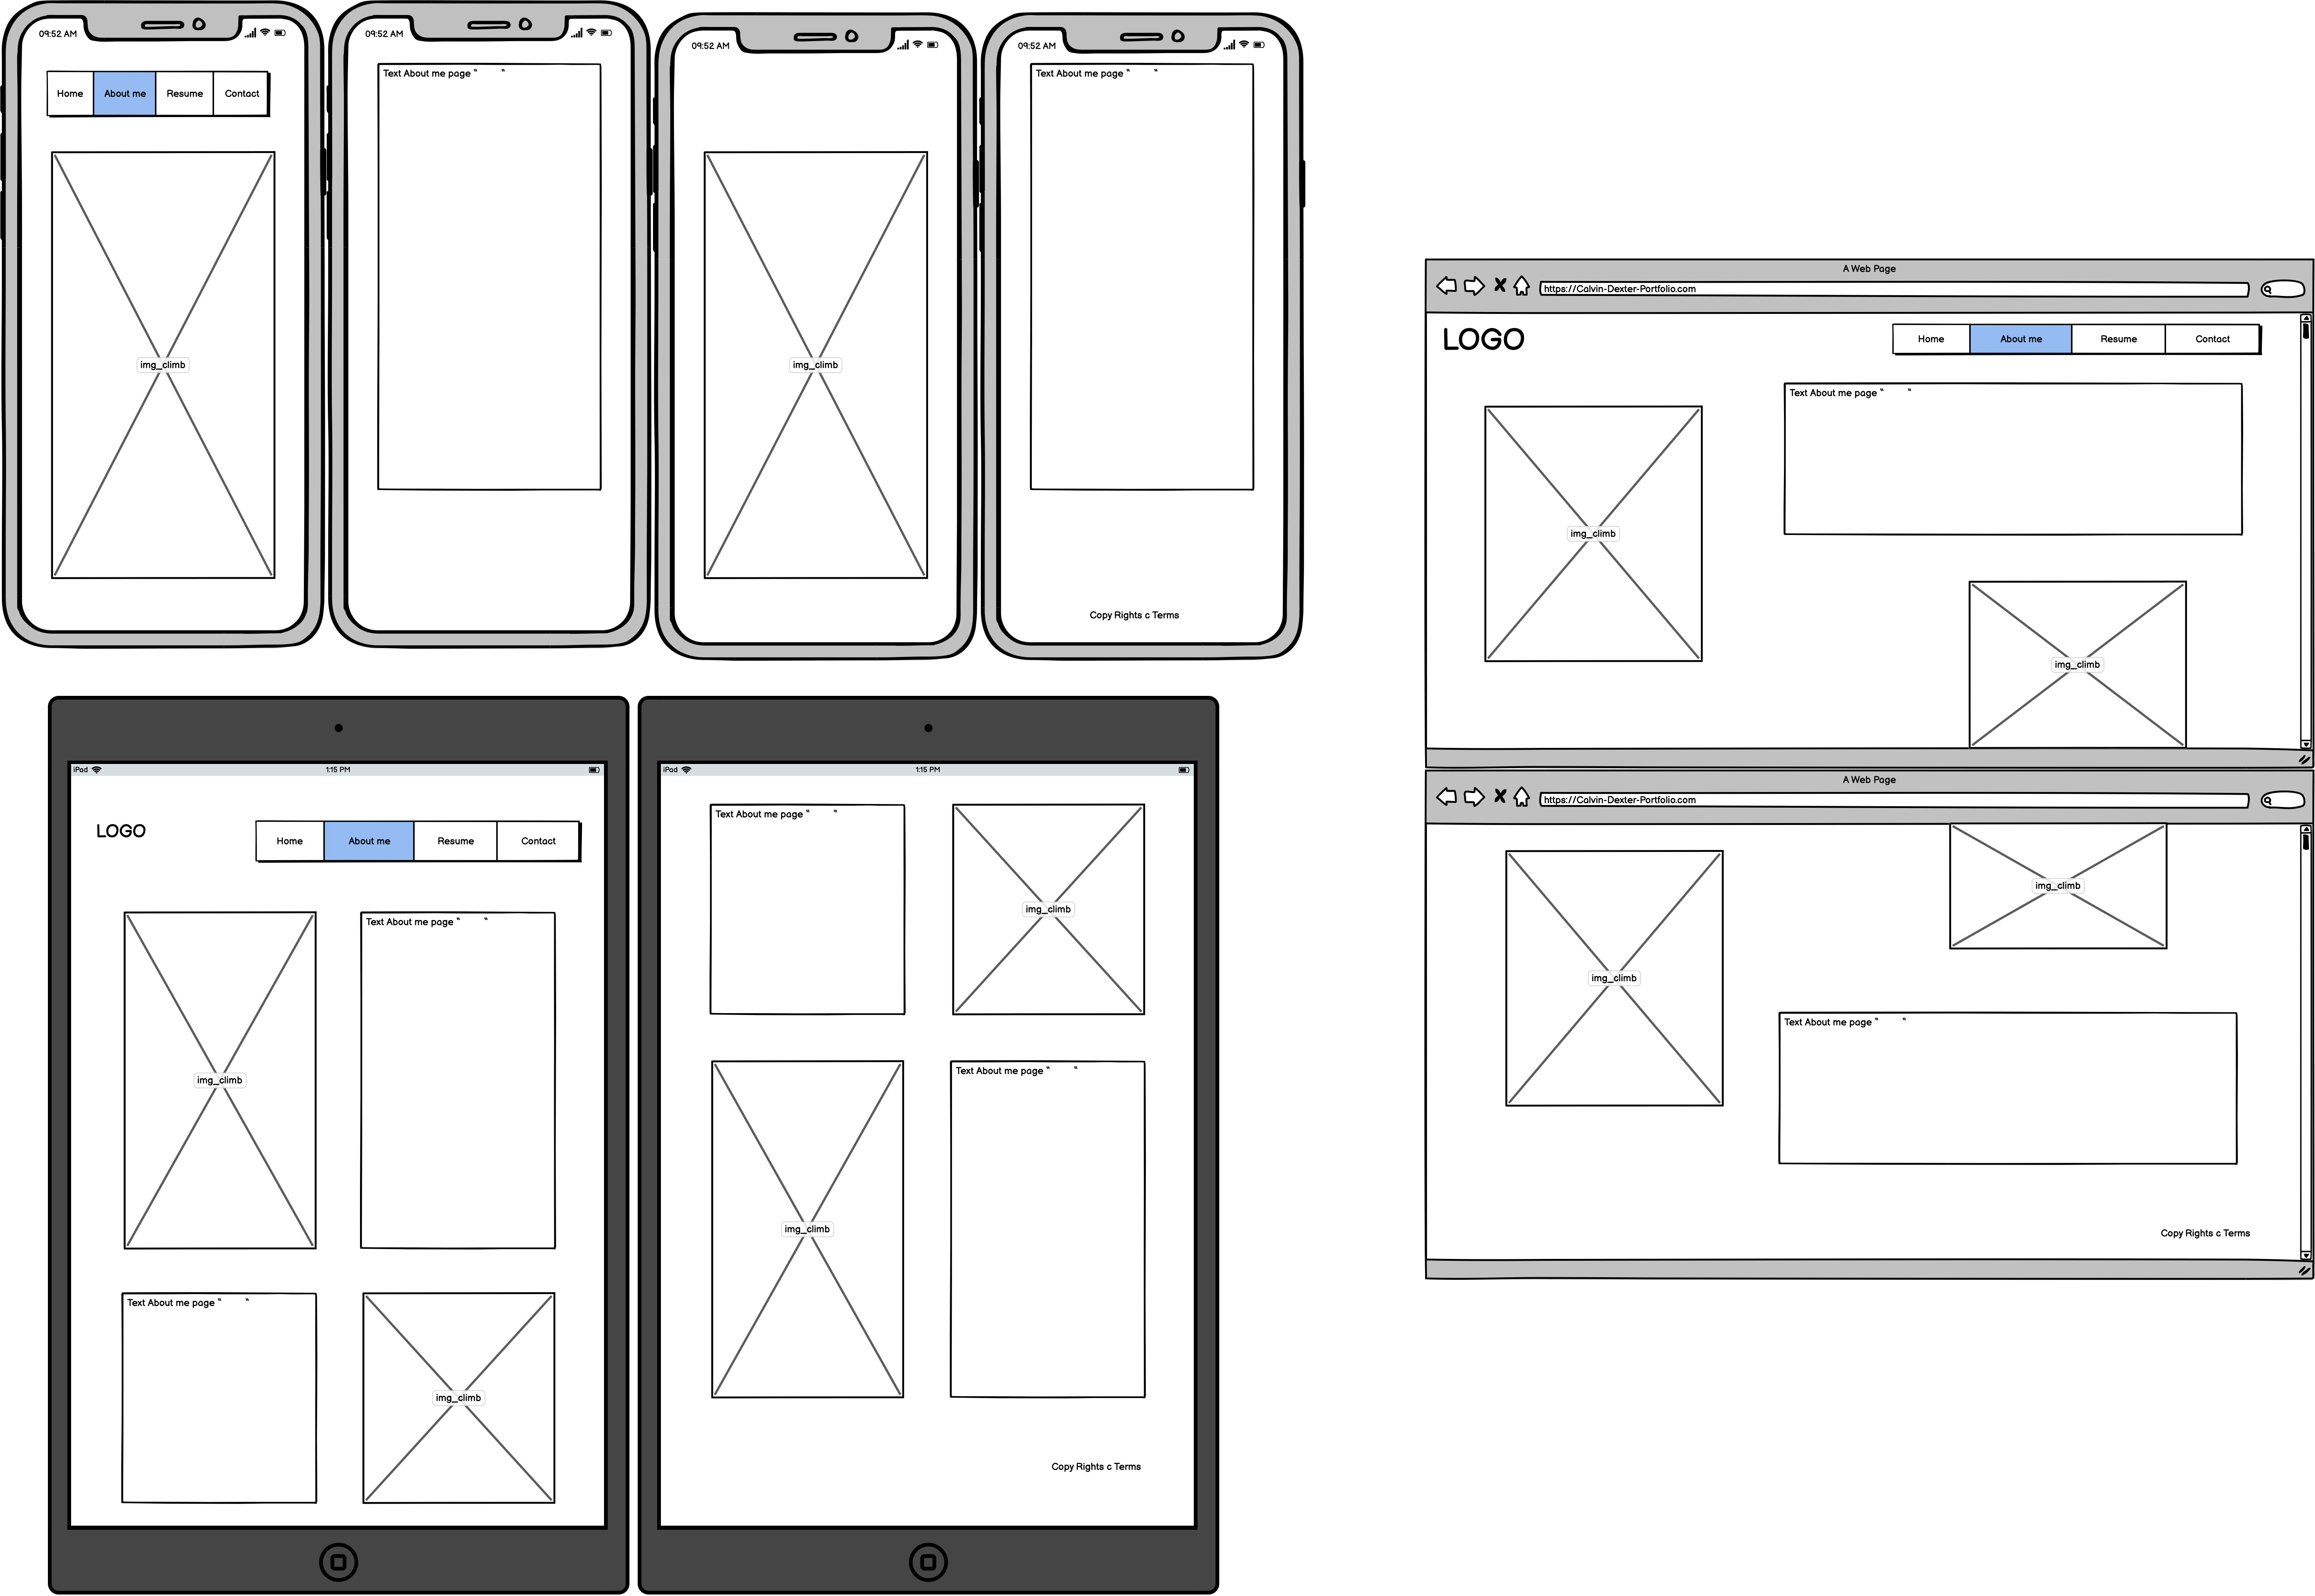 09:52 AM
Home About me Resume Contact
img_climb
09:52 AM
Text About me page “ “
09:52 AM
img_climb
09:52 AM
Text About me page “ “
Copy Rights c Terms
iPad 1:15 PM
LOGO
Home About me Resume Contact
img_climb
Text About me page “ “
Text About me page “ “
img_climb
iPad 1:15 PM
Text About me page “ “
img_climb
img_climb
Text About me page “ “
Copy Rights c Terms
A Web Page
https://Calvin-Dexter-Portfolio.com
LOGO
Home About me Resume Contact
Text About me page “ “
img_climb
img_climb
A Web Page
https://Calvin-Dexter-Portfolio.com
img_climb
img_climb
Text About me page “ “
Copy Rights c Terms